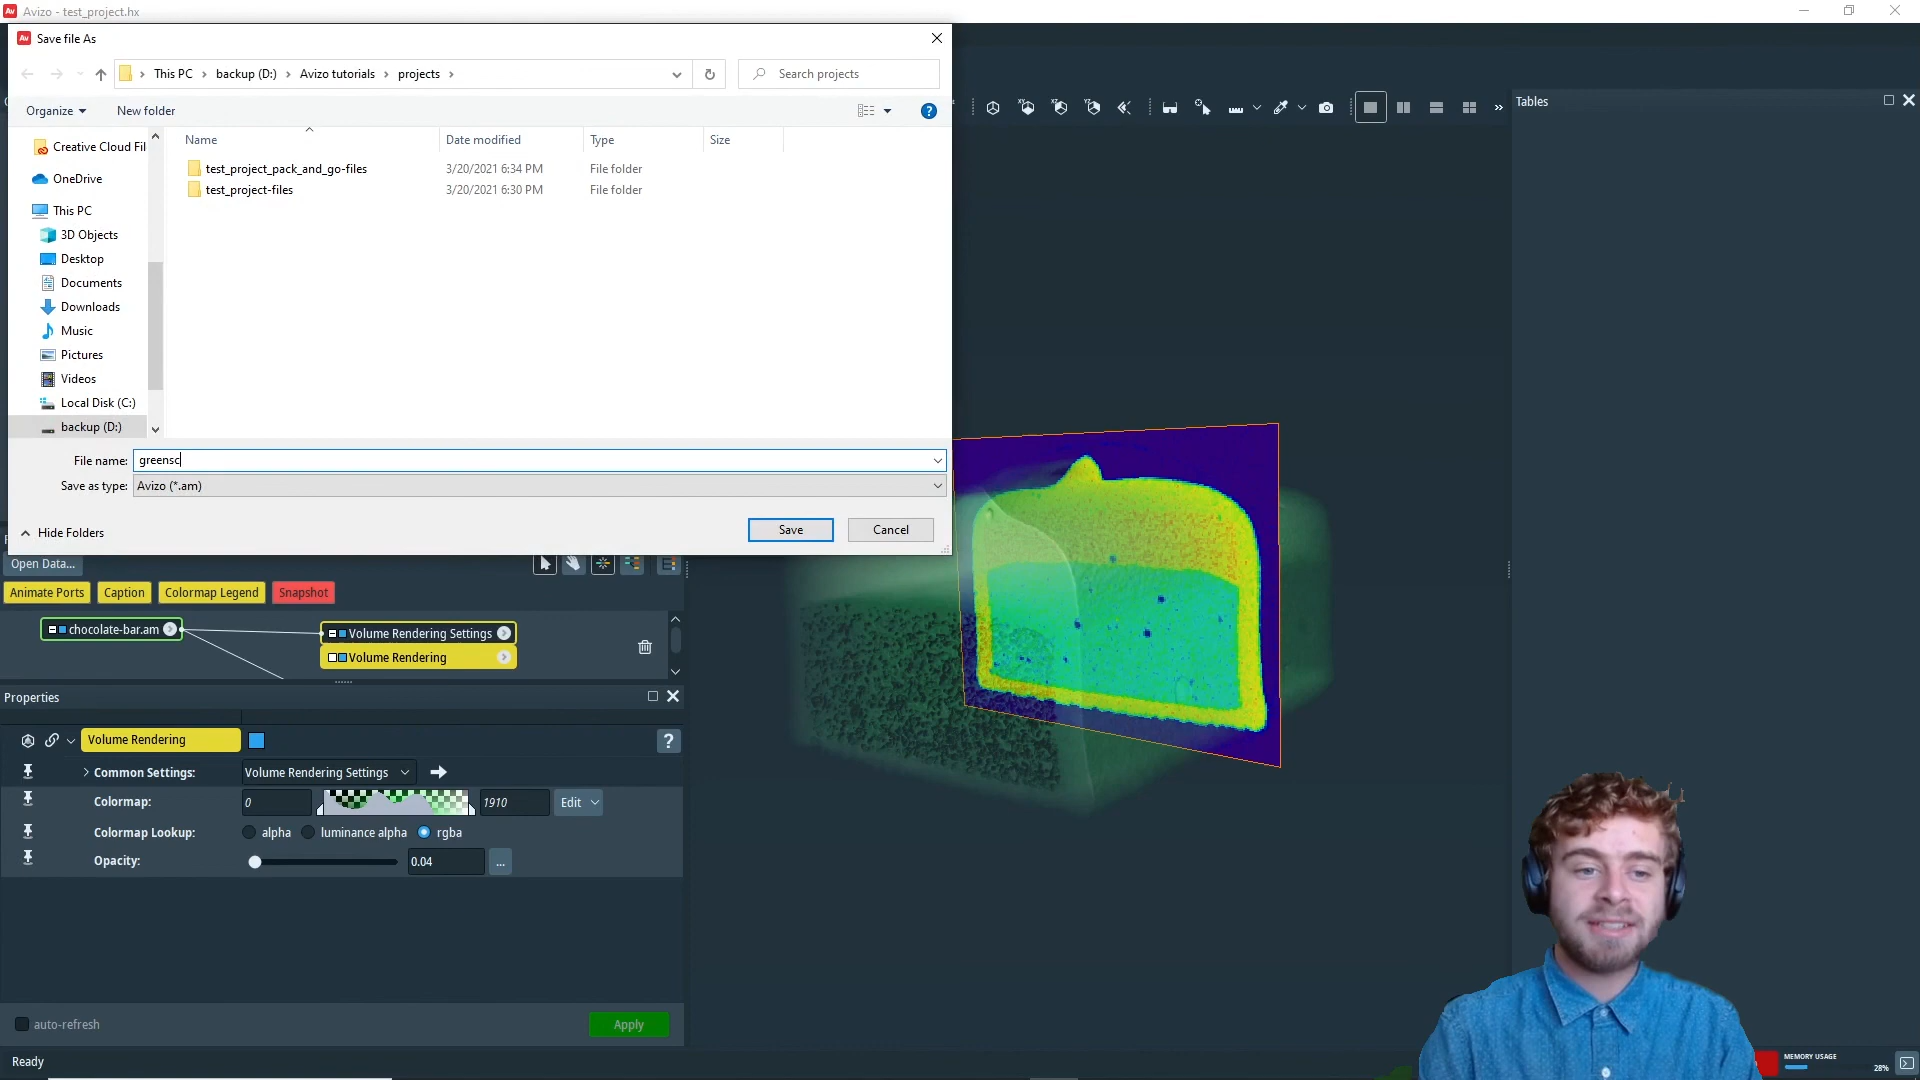 Avizo - test_project.hx
Save file As
This PC
backup (D:)
Avizo tutorials
projects
Search projects
Organize
New folder
Name
Date modified
Type
Size
test_project_pack_and_go-files
3/20/2021 6:34 PM
File folder
test_project-files
3/20/2021 6:30 PM
File folder
Creative Cloud Fil
OneDrive
This PC
3D Objects
Desktop
Documents
Downloads
Music
Pictures
Videos
Local Disk (C:)
backup (D:)
File name:
greensc
Save as type:
Avizo (*.am)
Hide Folders
Save
Cancel
XY
XZ
YZ
Tables
Open Data...
Animate Ports
Caption
Colormap Legend
Snapshot
chocolate-bar.am
Volume Rendering Settings
Volume Rendering
Properties
Volume Rendering
?
Common Settings:
Volume Rendering Settings
Colormap:
0
1910
Edit
Colormap Lookup:
alpha
luminance alpha
rgba
Opacity:
0.04
...
auto-refresh
Apply
Ready
MEMORY USAGE
28%